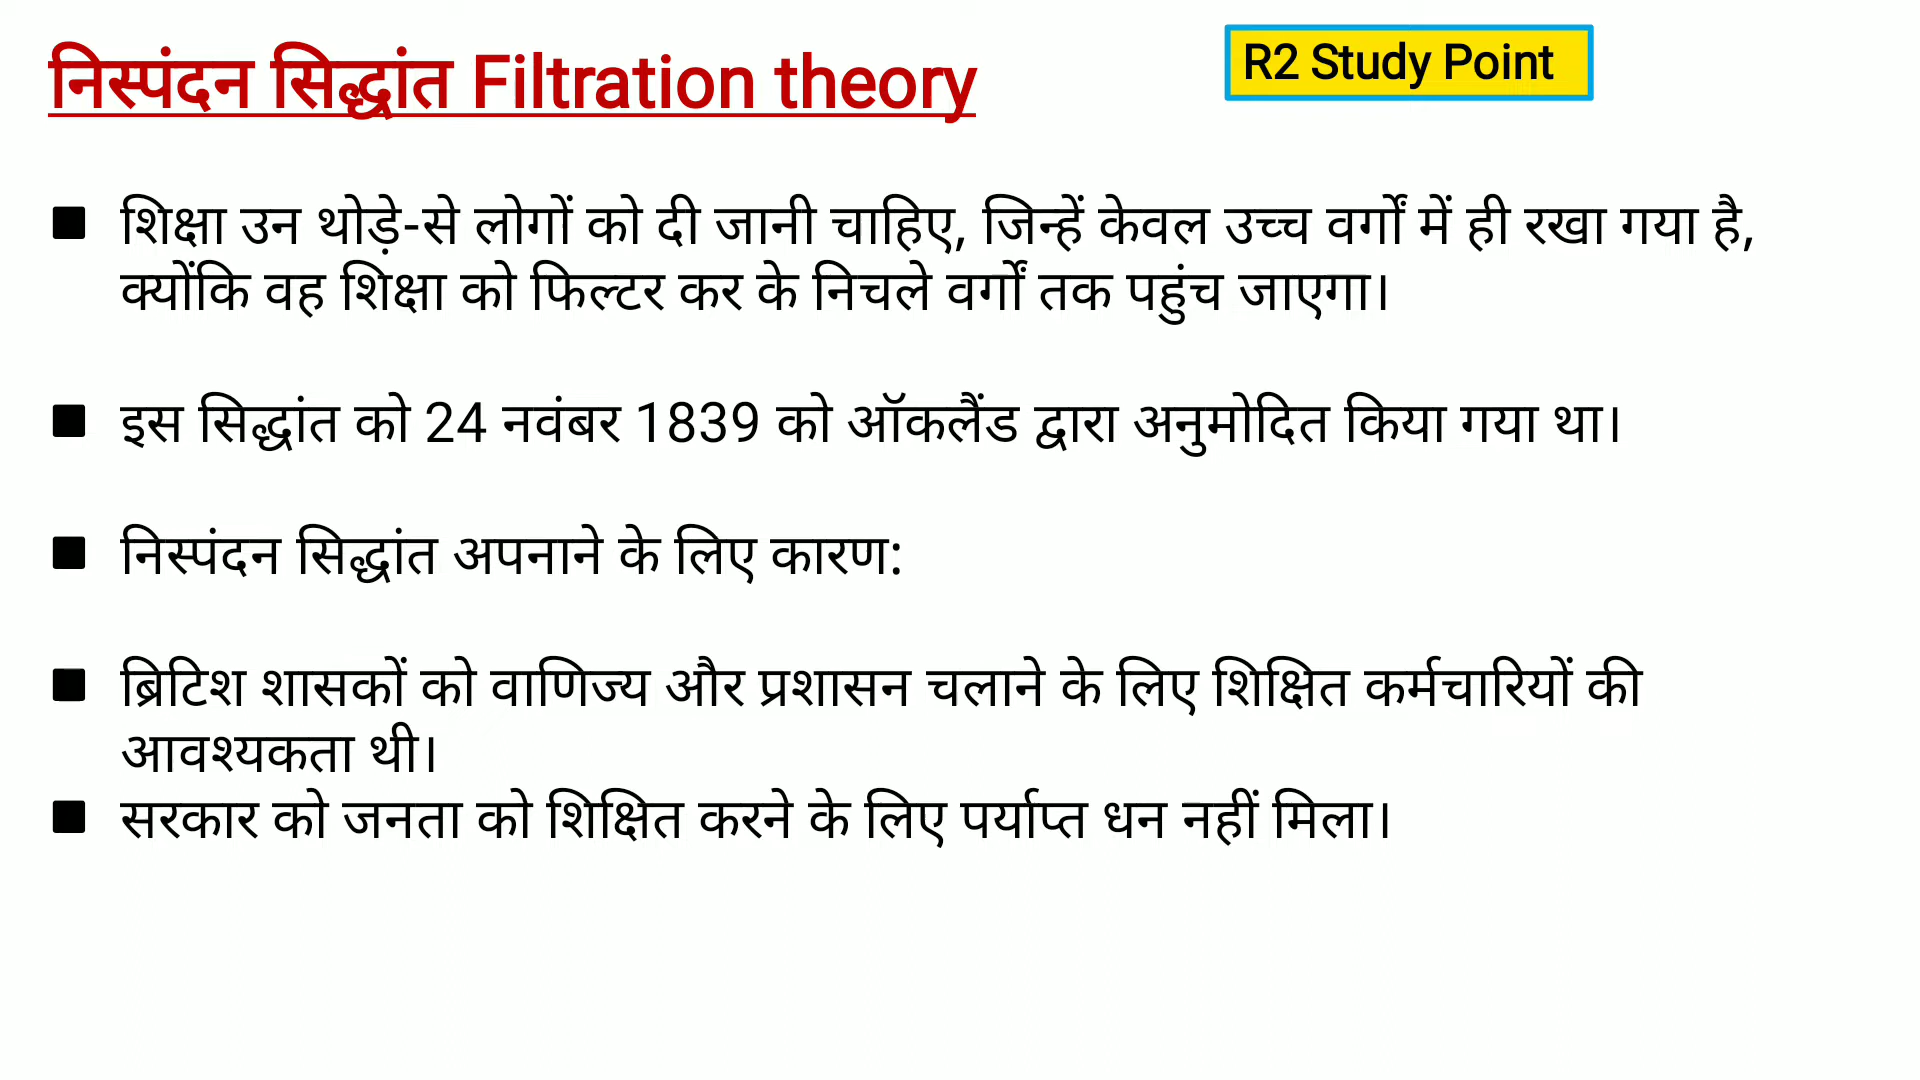 निस्पंदन सिद्धांत Filtration theory
R2 Study Point
■ शिक्षा उन थोड़े-से लोगों को दी जानी चाहिए, जिन्हें केवल उच्च वर्गों में ही रखा गया है,
क्योंकि वह शिक्षा को फिल्टर कर के निचले वर्गों तक पहुंच जाएगा।
■ इस सिद्धांत को 24 नवंबर 1839 को ऑकलैंड द्वारा अनुमोदित किया गया था।
■ निस्पंदन सिद्धांत अपनाने के लिए कारण:
■ ब्रिटिश शासकों को वाणिज्य और प्रशासन चलाने के लिए शिक्षित कर्मचारियों की
आवश्यकता थी।
■ सरकार को जनता को शिक्षित करने के लिए पर्याप्त धन नहीं मिला।